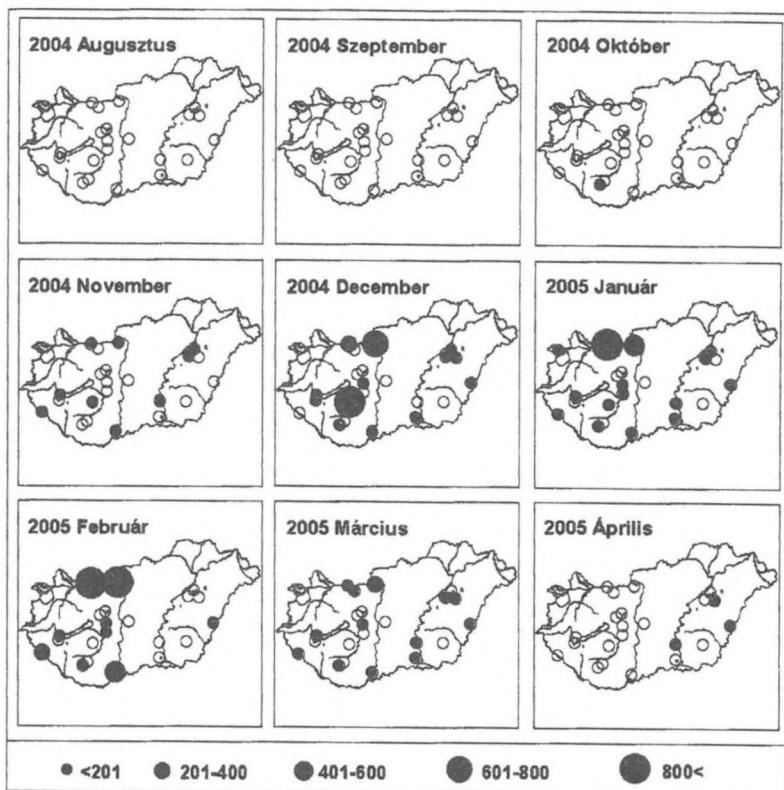 2004 Augusztus
2004 Szeptember
2004 Október
2004 November
2004 December
2005 Január
2005 Február
2005 Március
2005 Április
<201 201-400 401-600 601-800 800<